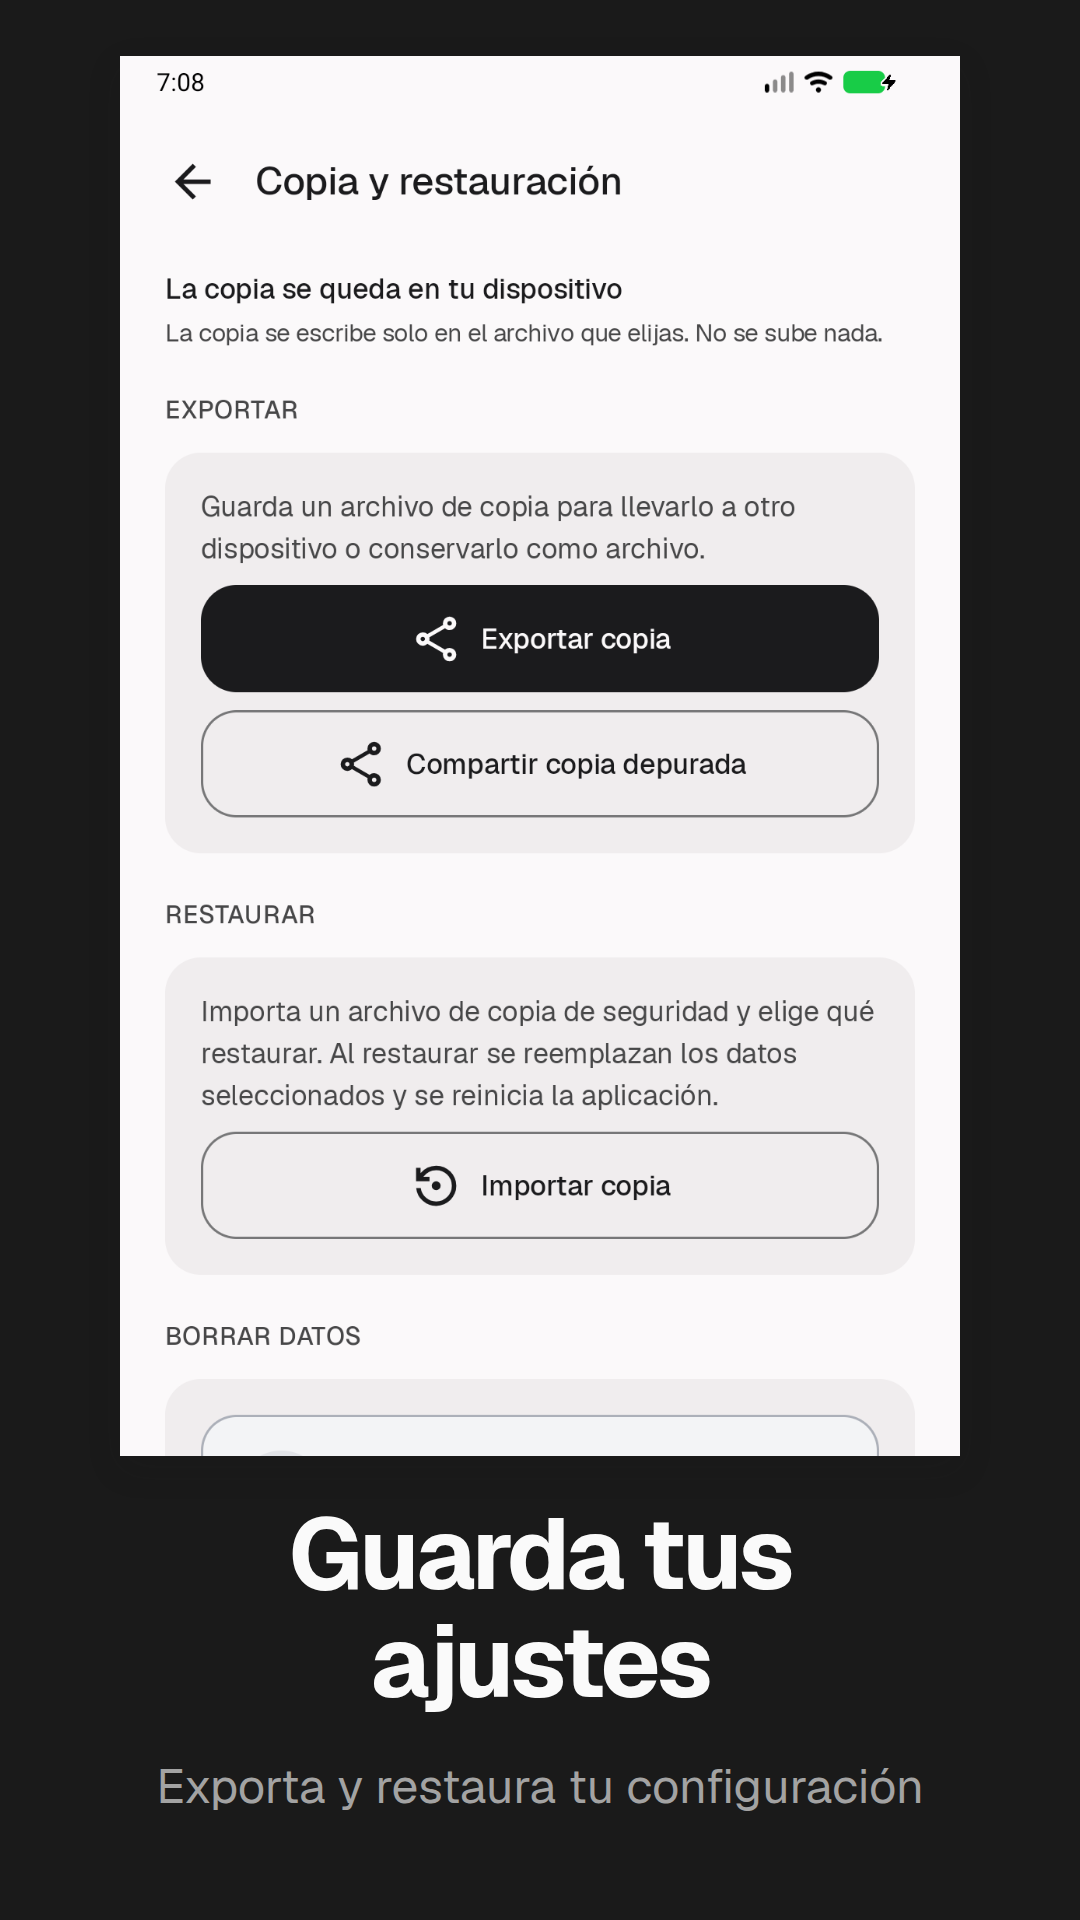 7:08
Copia y restauración
La copia se queda en tu dispositivo
La copia se escribe solo en el archivo que elijas. No se sube nada.
EXPORTAR
Guarda un archivo de copia para llevarlo a otro
dispositivo o conservarlo como archivo.
Exportar copia
Compartir copia depurada
RESTAURAR
Importa un archivo de copia de seguridad y elige qué
restaurar. Al restaurar se reemplazan los datos
seleccionados y se reinicia la aplicación.
Importar copia
BORRAR DATOS
Guarda tus
ajustes
Exporta y restaura tu configuración